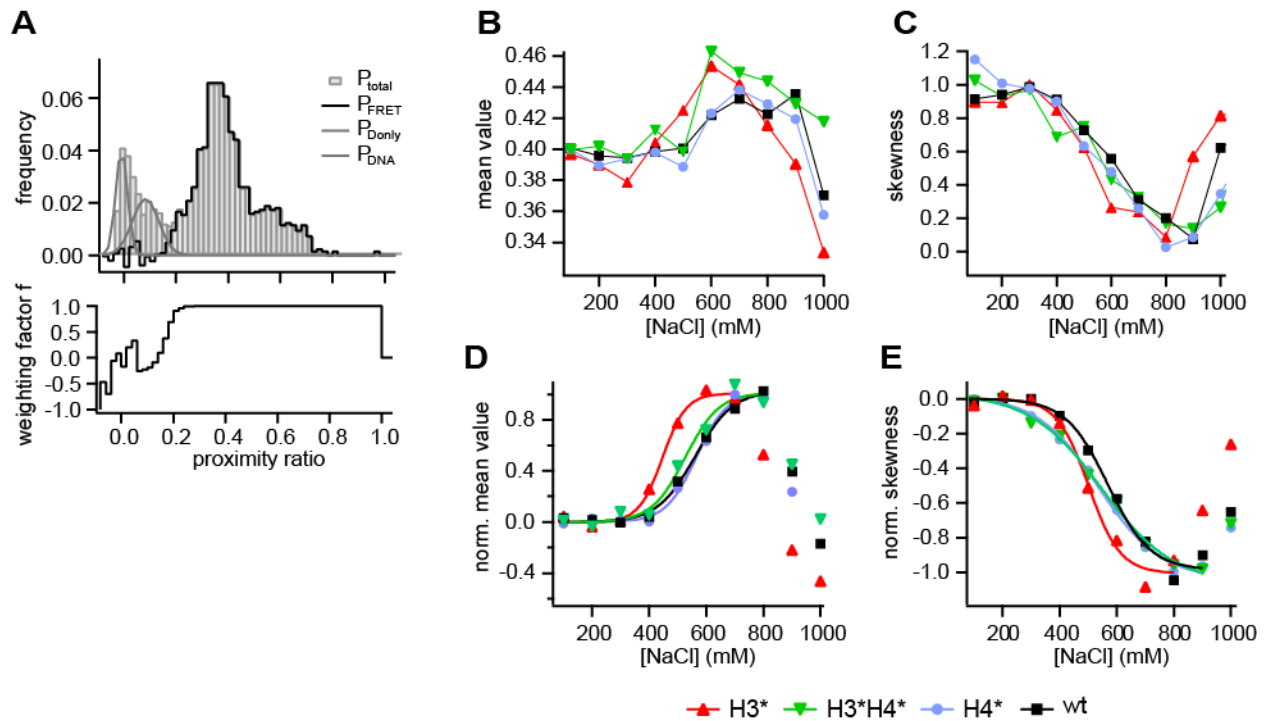 A
P_total
P_FRET
P_Donly
P_DNA
frequency
0.06
0.04
0.02
0.00
weighting factor f
1.0
0.5
0.0
-0.5
-1.0
0.0 0.2 0.4 0.6 0.8 1.0
proximity ratio
B
mean value
0.46
0.44
0.42
0.40
0.38
0.36
0.34
200 400 600 800 1000
[NaCl] (mM)
C
skewness
1.2
1.0
0.8
0.6
0.4
0.2
0.0
200 400 600 800 1000
[NaCl] (mM)
D
norm. mean value
0.8
0.4
0.0
-0.4
200 400 600 800 1000
[NaCl] (mM)
E
norm. skewness
-0.0
-0.2
-0.4
-0.6
-0.8
-1.0
200 400 600 800 1000
[NaCl] (mM)
H3* H3*H4* H4* wt